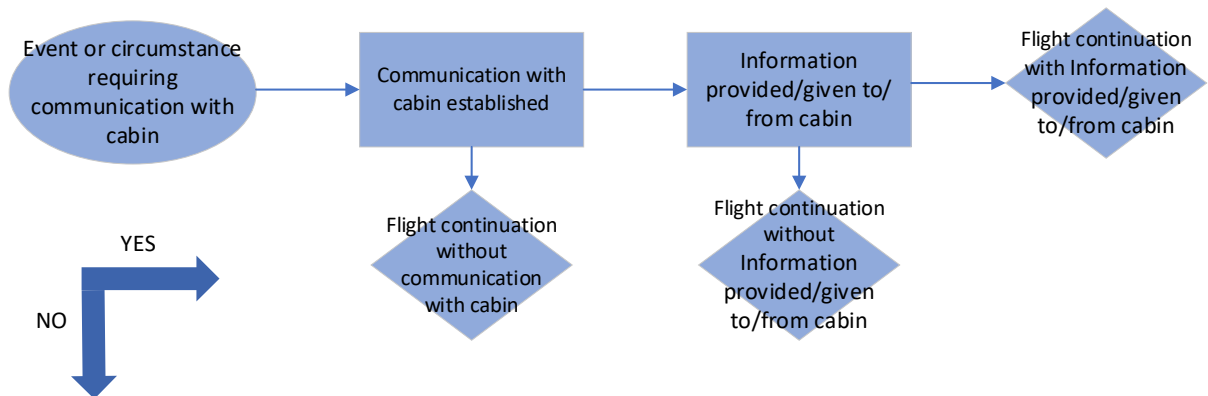 Event or circumstance
requiring
communication with
cabin
Communication with
cabin established
Information
provided/given to/
from cabin
Flight continuation
with Information
provided/given
to/from cabin
Flight continuation
without
communication
with cabin
Flight continuation
without
Information
provided/given
to/from cabin
YES
NO